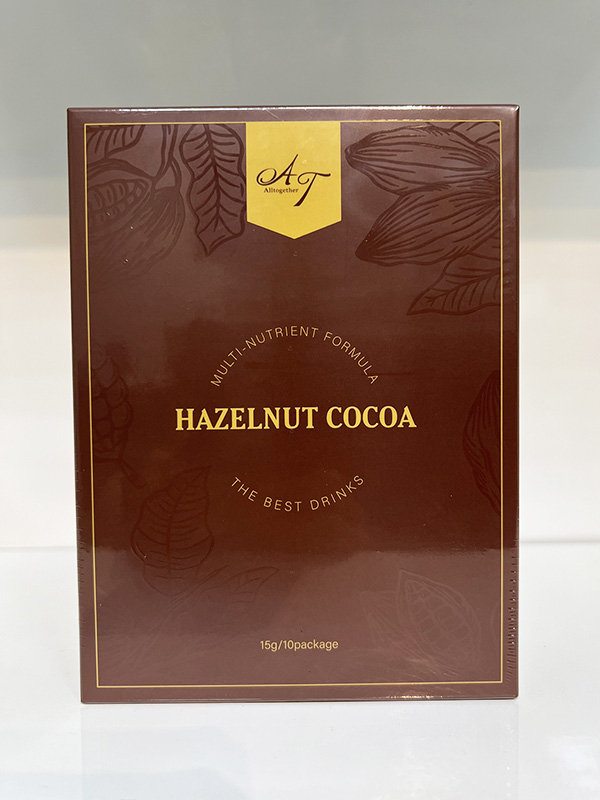 AT
Alltogether
MULTI-NUTRIENT FORMULA
HAZELNUT COCOA
THE BEST DRINKS
15g/10package